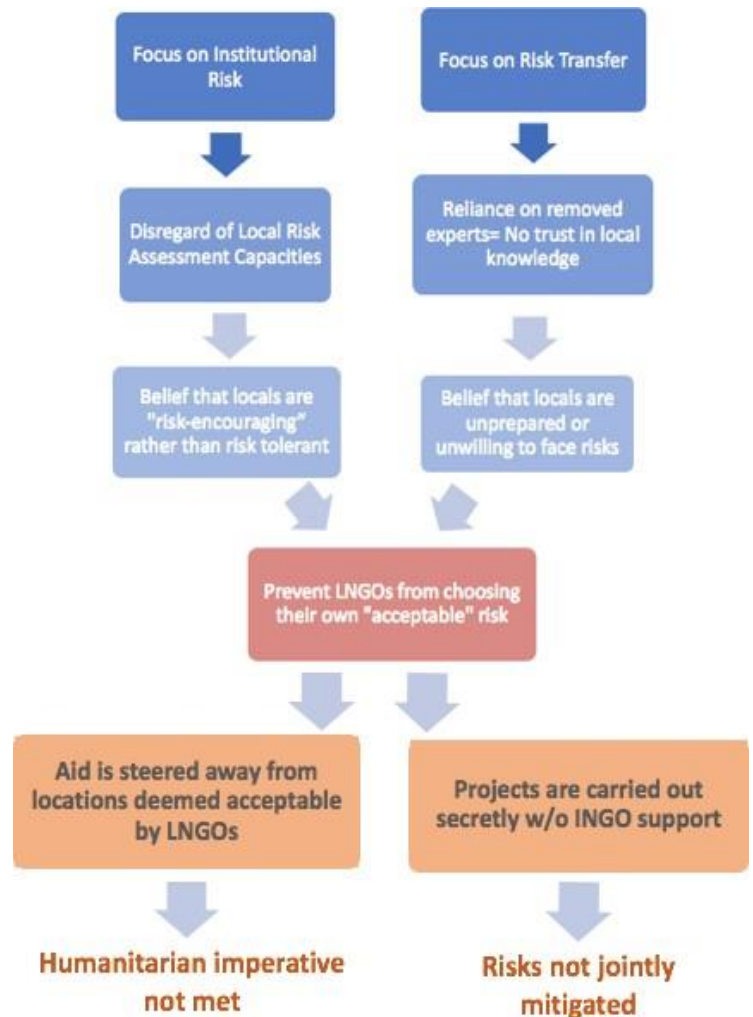 Focus on Institutional
Risk
Focus on Risk Transfer
Disregard of Local Risk
Assessment Capacities
Reliance on removed
experts= No trust in local
knowledge
Belief that locals are
"risk-encouraging”
rather than risk tolerant
Belief that locals are
unprepared or
unwilling to face risks
Prevent LNGOs from choosing
their own "acceptable" risk
Aid is steered away from
locations deemed acceptable
by LNGOs
Projects are carried out
secretly w/o INGO support
Humanitarian imperative
not met
Risks not jointly
mitigated